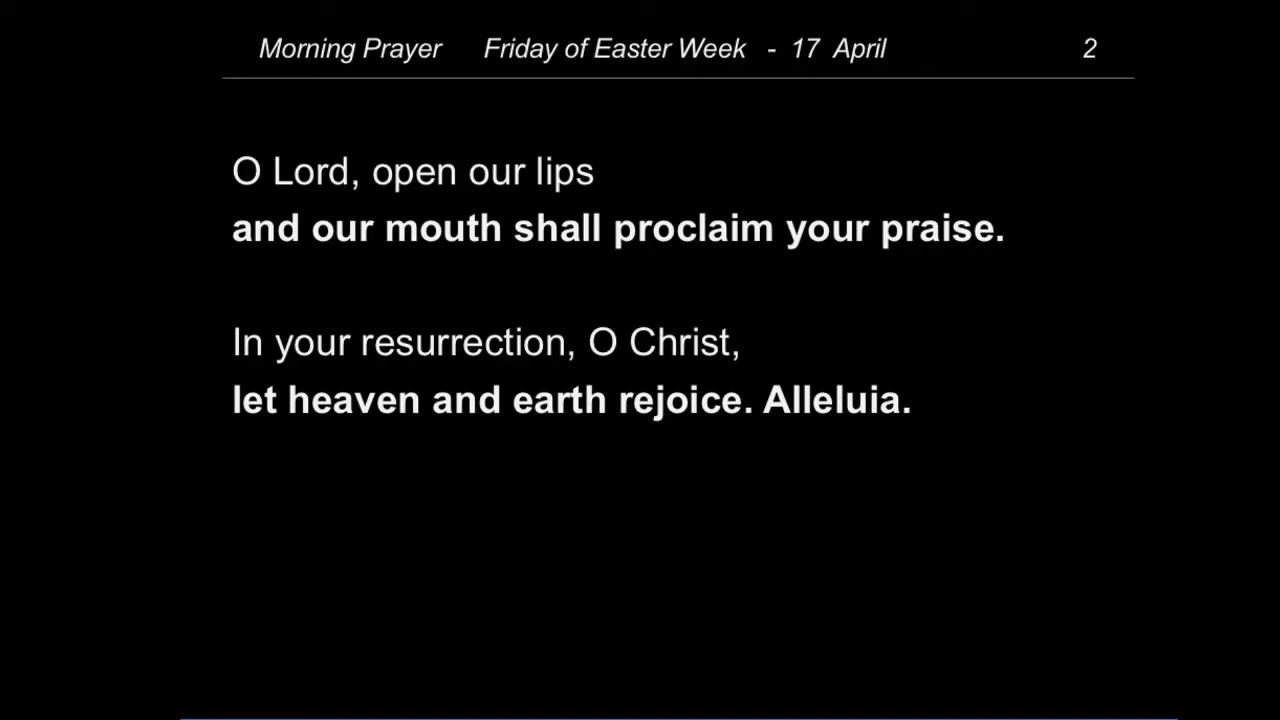 Morning Prayer Friday of Easter Week - 17 April 2
O Lord, open our lips
and our mouth shall proclaim your praise.
In your resurrection, O Christ,
let heaven and earth rejoice. Alleluia.